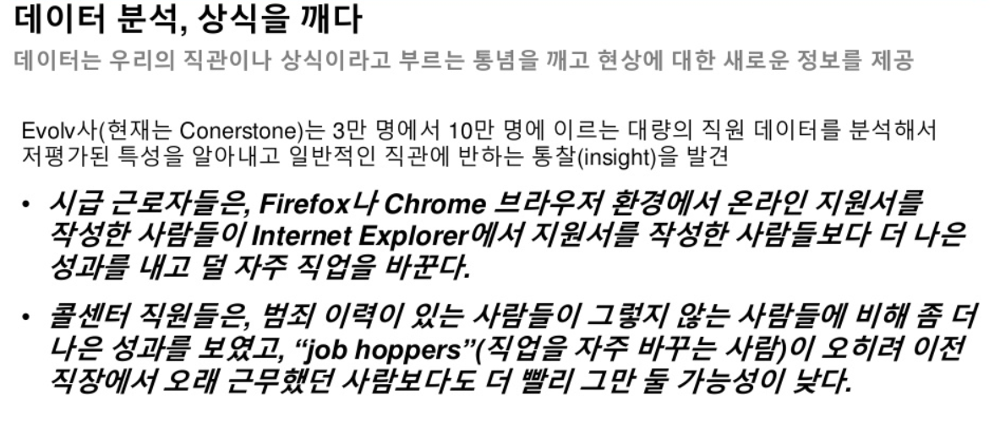 데이터 분석, 상식을 깨다
데이터는 우리의 직관이나 상식이라고 부르는 통념을 깨고 현상에 대한 새로운 정보를 제공
Evolv사(현재는 Conerstone)는 3만 명에서 10만 명에 이르는 대량의 직원 데이터를 분석해서
저평가된 특성을 알아내고 일반적인 직관에 반하는 통찰(insight)을 발견
• 시급 근로자들은, Firefox나 Chrome 브라우저 환경에서 온라인 지원서를
작성한 사람들이 Internet Explorer에서 지원서를 작성한 사람들보다 더 나은
성과를 내고 덜 자주 직업을 바꾼다.
• 콜센터 직원들은, 범죄 이력이 있는 사람들이 그렇지 않는 사람들에 비해 좀 더
나은 성과를 보였고, “job hoppers”(직업을 자주 바꾸는 사람)이 오히려 이전
직장에서 오래 근무했던 사람보다도 더 빨리 그만 둘 가능성이 낮다.